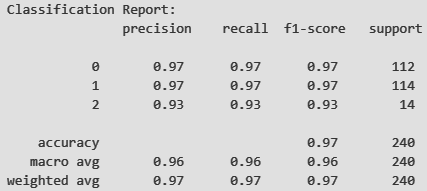 Classification Report:
precision recall f1-score support
0 0.97 0.97 0.97 112
1 0.97 0.97 0.97 114
2 0.93 0.93 0.93 14
accuracy 0.97 240
macro avg 0.96 0.96 0.96 240
weighted avg 0.97 0.97 0.97 240